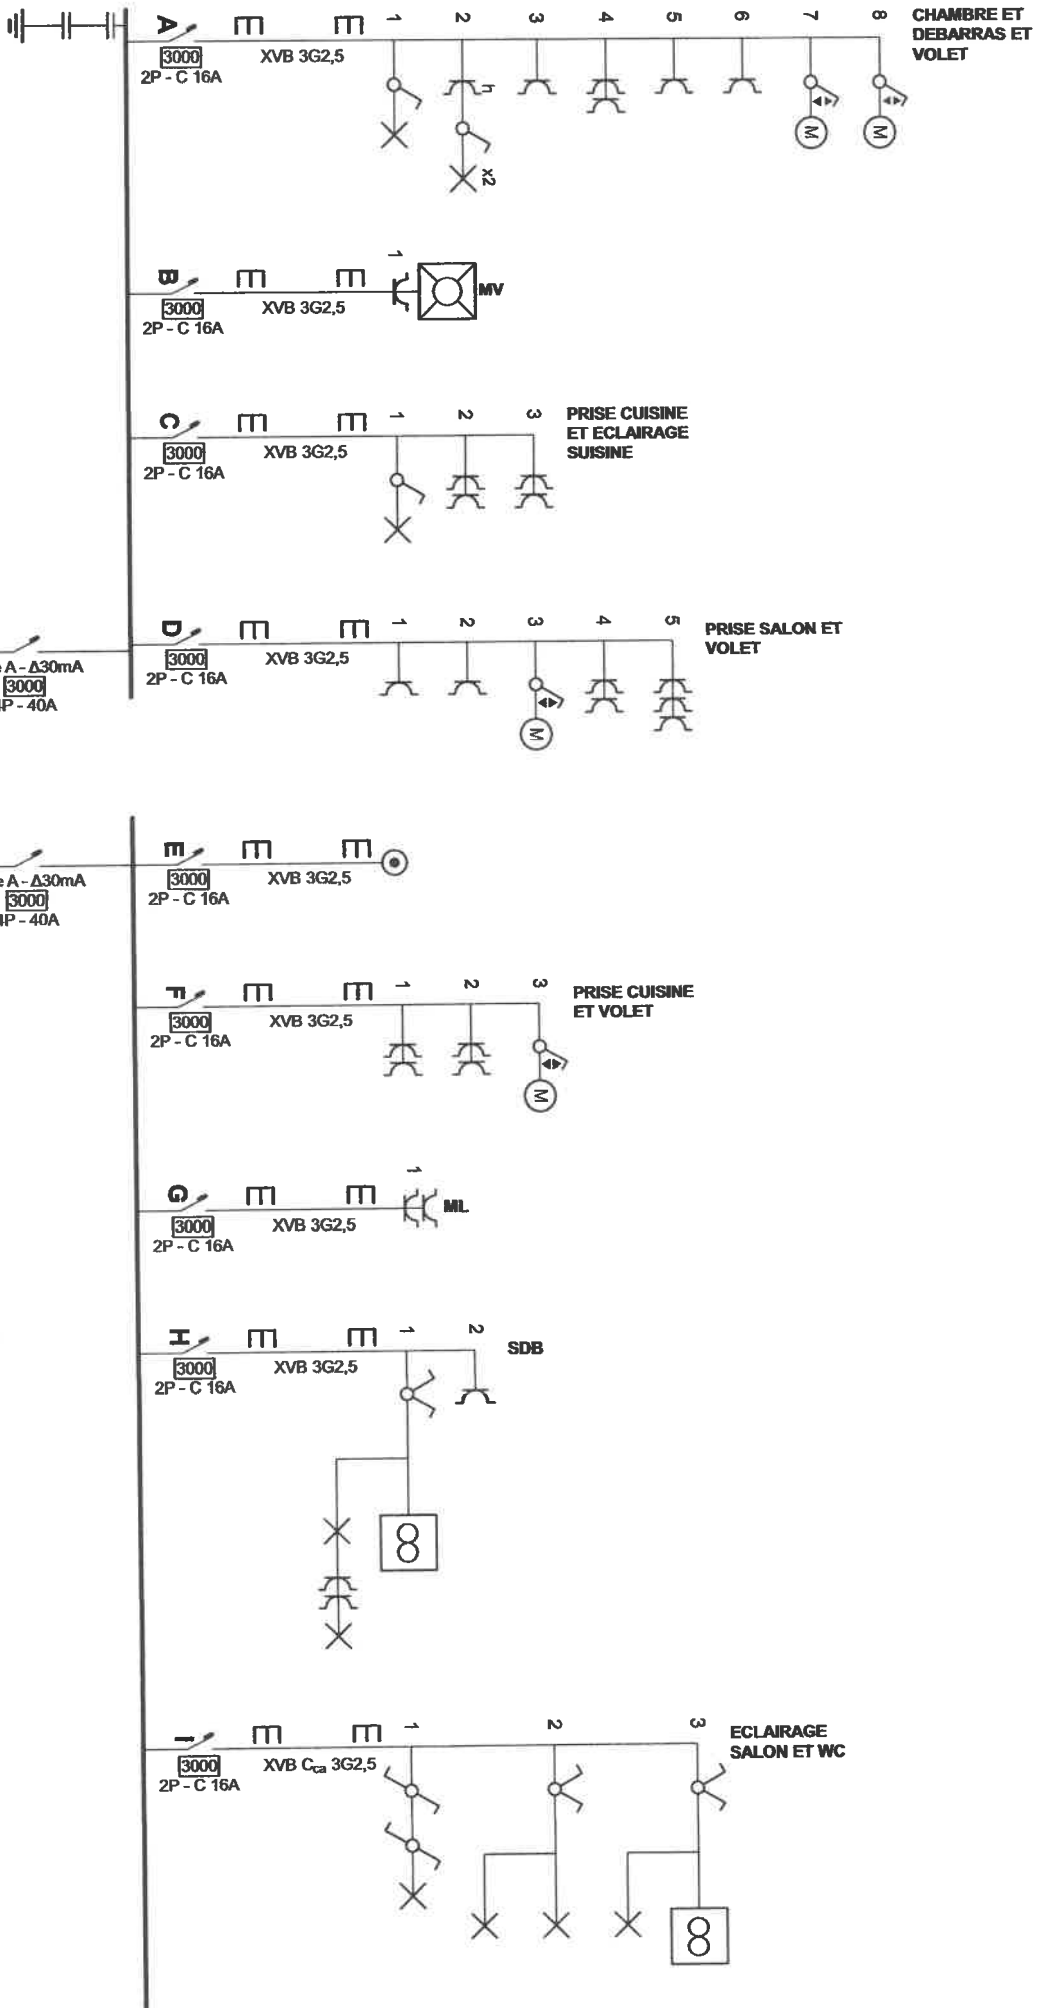 A
3000
2P - C 16A
XVB 3G2,5
1 2 3 4 5 6 7 8
CHAMBRE ET
DEBARRAS ET
VOLET
h
x2
M M
B
3000
2P - C 16A
XVB 3G2,5
1
MV
C
3000
2P - C 16A
XVB 3G2,5
1 2 3
PRISE CUISINE
ET ECLAIRAGE
SUISINE
D
3000
2P - C 16A
XVB 3G2,5
1 2 3 4 5
PRISE SALON ET
VOLET
M
A - Δ30mA
3000
P - 40A
E
3000
2P - C 16A
XVB 3G2,5
A - Δ30mA
3000
P - 40A
F
3000
2P - C 16A
XVB 3G2,5
1 2 3
PRISE CUISINE
ET VOLET
M
G
3000
2P - C 16A
XVB 3G2,5
1
ML
H
3000
2P - C 16A
XVB 3G2,5
1 2
SDB
I
3000
2P - C 16A
XVB Cca 3G2,5
1 2 3
ECLAIRAGE
SALON ET WC